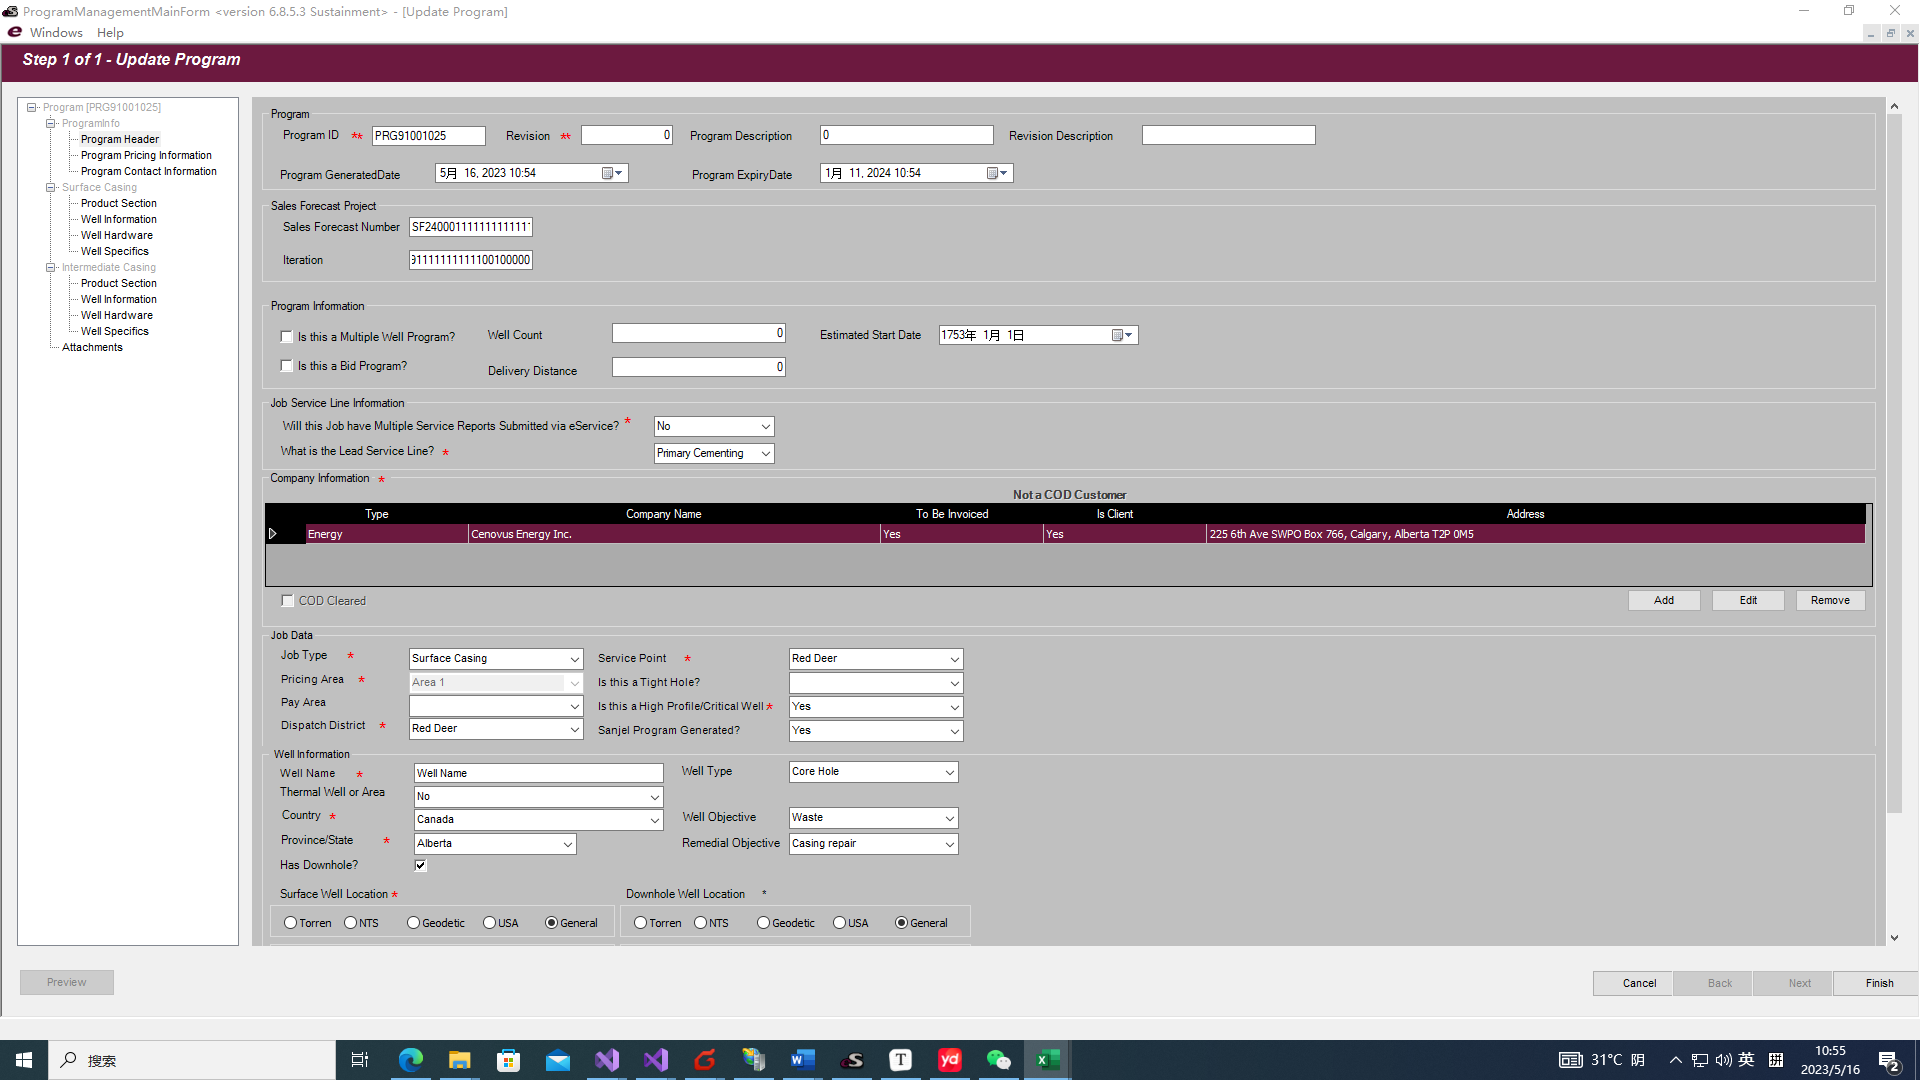 ProgramManagementMainForm <version 6.8.5.3 Sustainment> - [Update Program]
Windows Help
Step 1 of 1 - Update Program
Program [PRG91001025]
ProgramInfo
Program Header
Program Pricing Information
Program Contact Information
Surface Casing
Product Section
Well Information
Well Hardware
Well Specifics
Intermediate Casing
Product Section
Well Information
Well Hardware
Well Specifics
Attachments
Program
Program ID ** PRG91001025 Revision ** 0 Program Description 0 Revision Description
Program GeneratedDate 5月 16, 2023 10:54 Program ExpiryDate 1月 11, 2024 10:54
Sales Forecast Project
Sales Forecast Number
Iteration
Program Information
Is this a Multiple Well Program? Well Count 0 Estimated Start Date 1753年 1月 1日
Is this a Bid Program? Delivery Distance 0
Job Service Line Information
Will this Job have Multiple Service Reports Submitted via eService? * No
What is the Lead Service Line? * Primary Cementing
Company Information *
Not a COD Customer
Type Company Name To Be Invoiced Is Client Address
Energy Cenovus Energy Inc. Yes Yes 225 6th Ave SWPO Box 766, Calgary, Alberta T2P 0M5
COD Cleared Add Edit Remove
Job Data
Job Type * Surface Casing Service Point * Red Deer
Pricing Area * Area 1 Is this a Tight Hole?
Pay Area Is this a High Profile/Critical Well * Yes
Dispatch District * Red Deer Sanjel Program Generated? Yes
Well Information
Well Name * Well Name Well Type Core Hole
Thermal Well or Area No
Country * Canada Well Objective Waste
Province/State * Alberta Remedial Objective Casing repair
Has Downhole?
Surface Well Location * Downhole Well Location *
Torren NTS Geodetic USA General Torren NTS Geodetic USA General
Preview Cancel Back Next Finish
搜索 31°C 阴 英 拼 10:55
2023/5/16 2